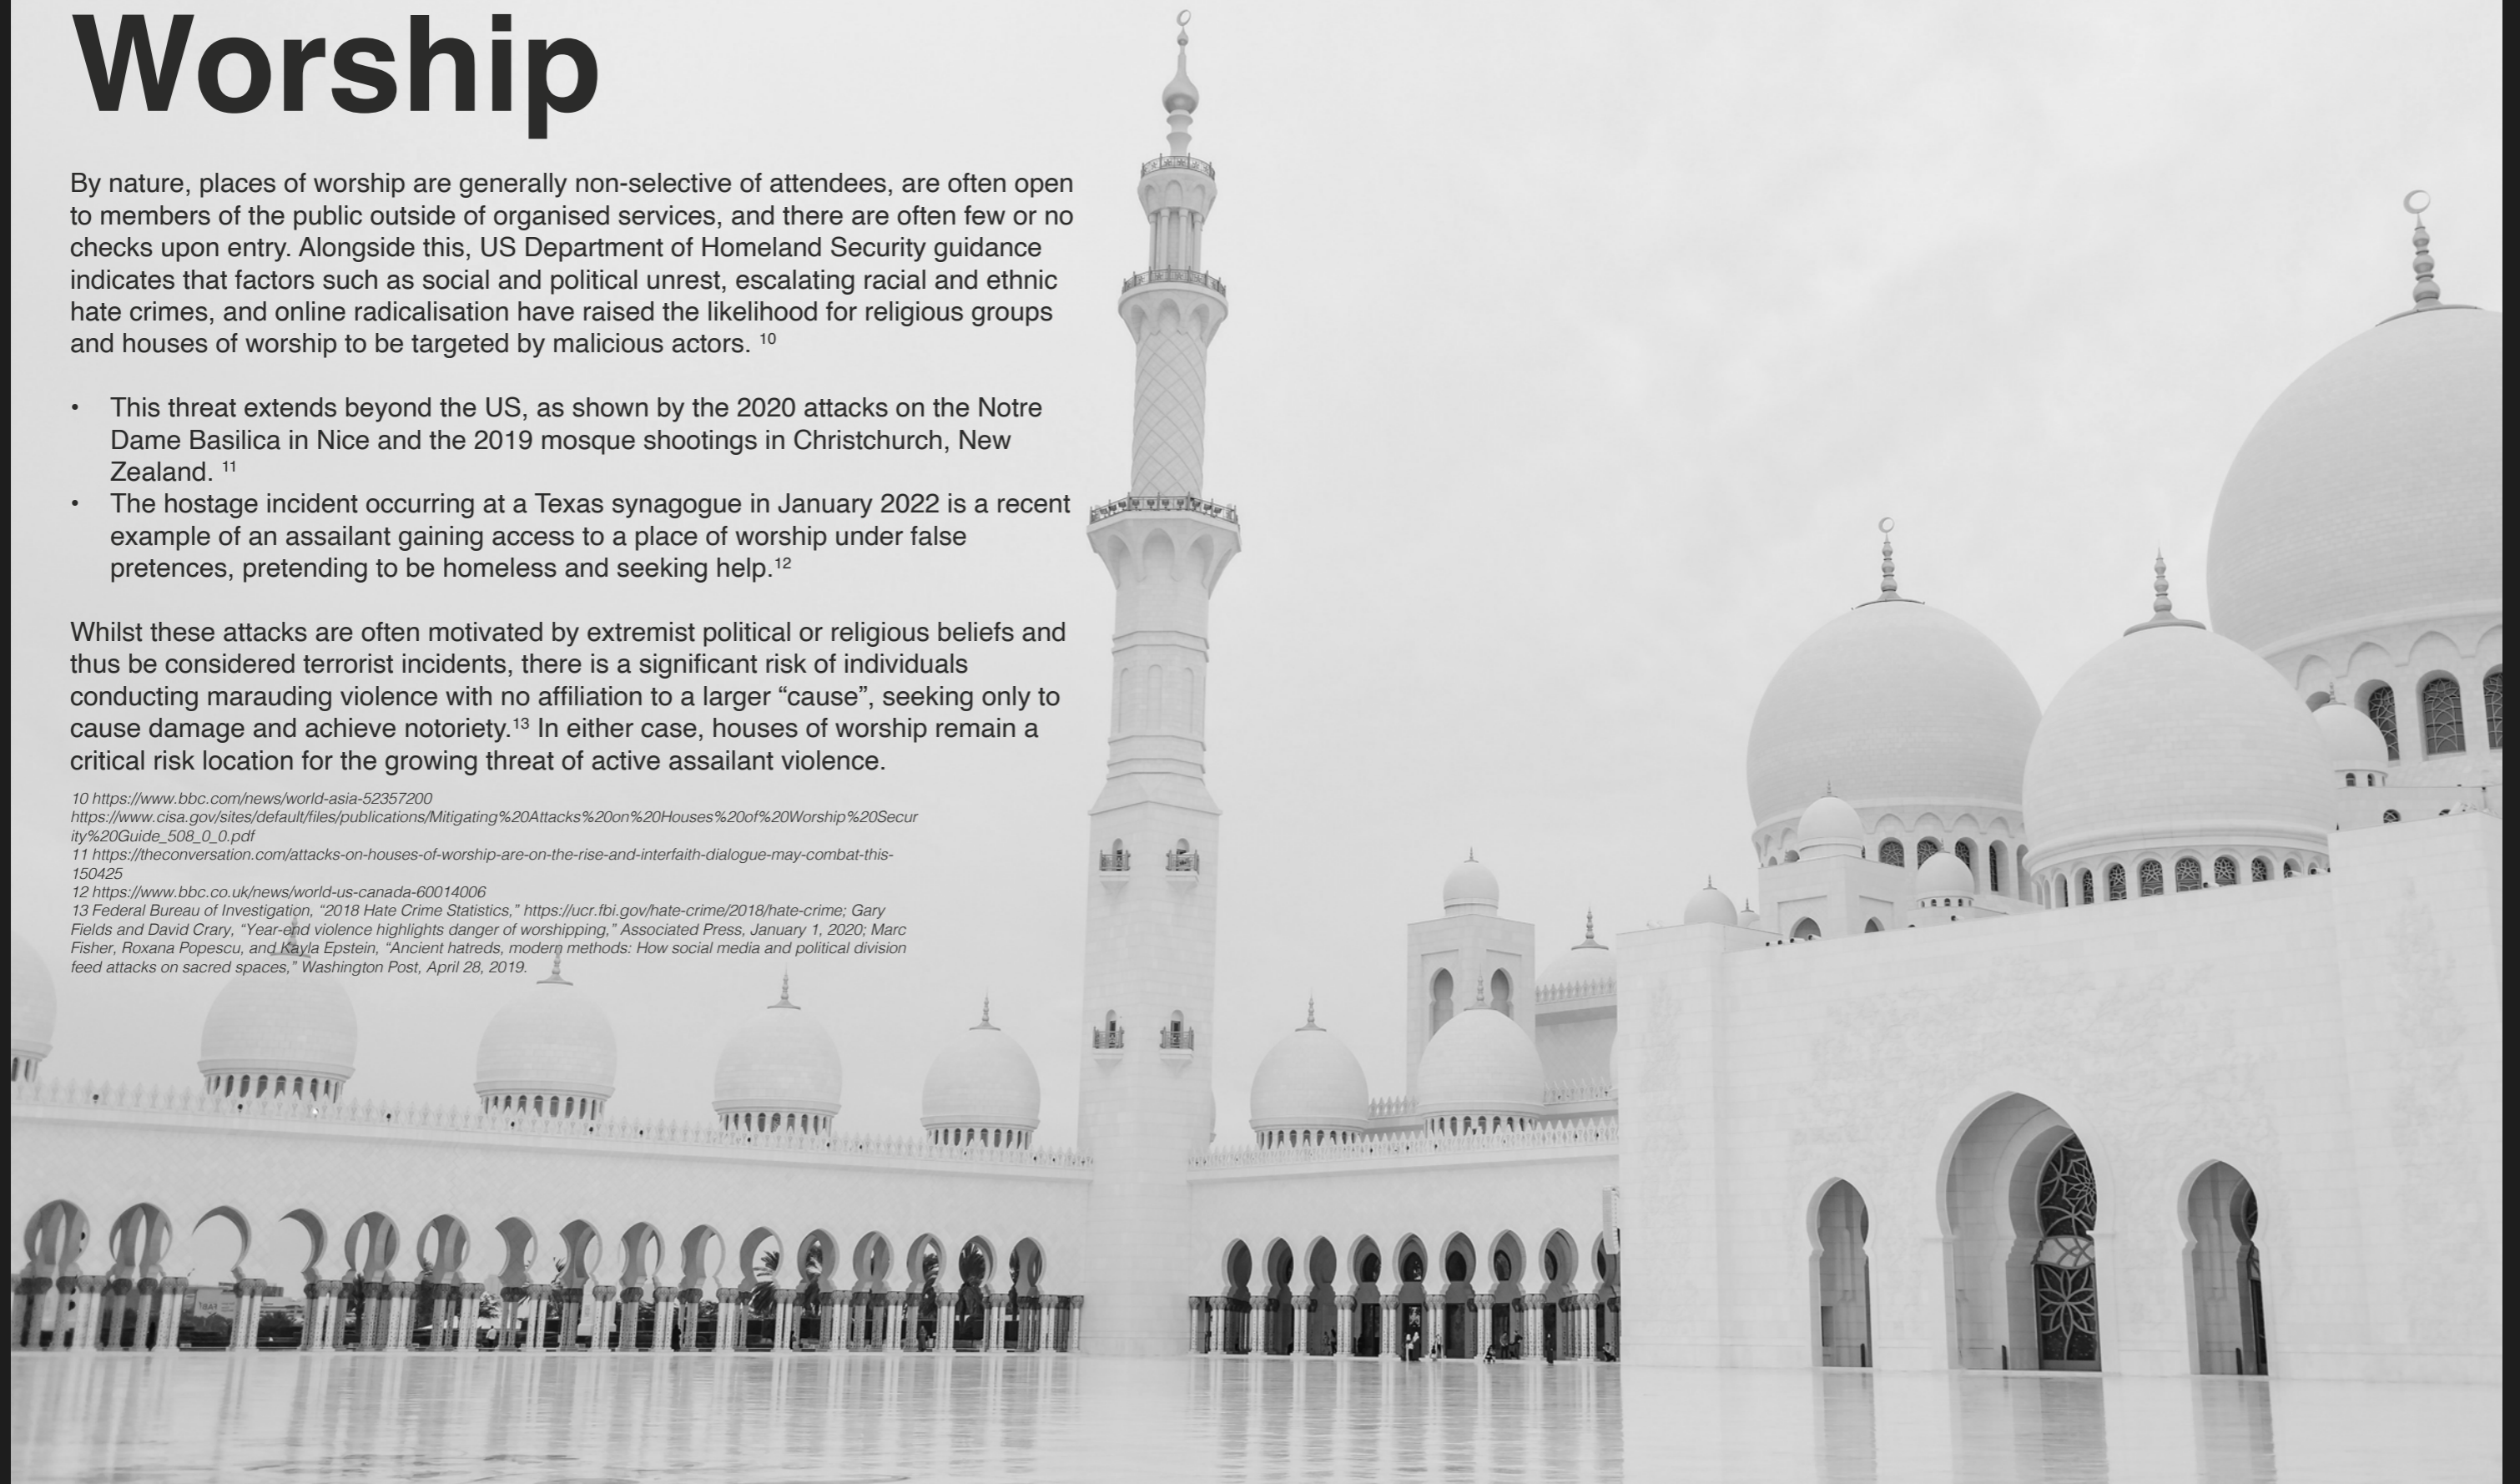 Worship
By nature, places of worship are generally non-selective of attendees, are often open
to members of the public outside of organised services, and there are often few or no
checks upon entry. Alongside this, US Department of Homeland Security guidance
indicates that factors such as social and political unrest, escalating racial and ethnic
hate crimes, and online radicalisation have raised the likelihood for religious groups
and houses of worship to be targeted by malicious actors. 10
• This threat extends beyond the US, as shown by the 2020 attacks on the Notre
Dame Basilica in Nice and the 2019 mosque shootings in Christchurch, New
Zealand. 11
• The hostage incident occurring at a Texas synagogue in January 2022 is a recent
example of an assailant gaining access to a place of worship under false
pretences, pretending to be homeless and seeking help.12
Whilst these attacks are often motivated by extremist political or religious beliefs and
thus be considered terrorist incidents, there is a significant risk of individuals
conducting marauding violence with no affiliation to a larger “cause”, seeking only to
cause damage and achieve notoriety.13 In either case, houses of worship remain a
critical risk location for the growing threat of active assailant violence.
10 https://www.bbc.com/news/world-asia-52357200
https://www.cisa.gov/sites/default/files/publications/Mitigating%20Attacks%20on%20Houses%20of%20Worship%20Secur
ity%20Guide_508_0_0.pdf
11 https://theconversation.com/attacks-on-houses-of-worship-are-on-the-rise-and-interfaith-dialogue-may-combat-this-
150425
12 https://www.bbc.co.uk/news/world-us-canada-60014006
13 Federal Bureau of Investigation, “2018 Hate Crime Statistics,” https://ucr.fbi.gov/hate-crime/2018/hate-crime; Gary
Fields and David Crary, “Year-end violence highlights danger of worshipping,” Associated Press, January 1, 2020; Marc
Fisher, Roxana Popescu, and Kayla Epstein, “Ancient hatreds, modern methods: How social media and political division
feed attacks on sacred spaces,” Washington Post, April 28, 2019.